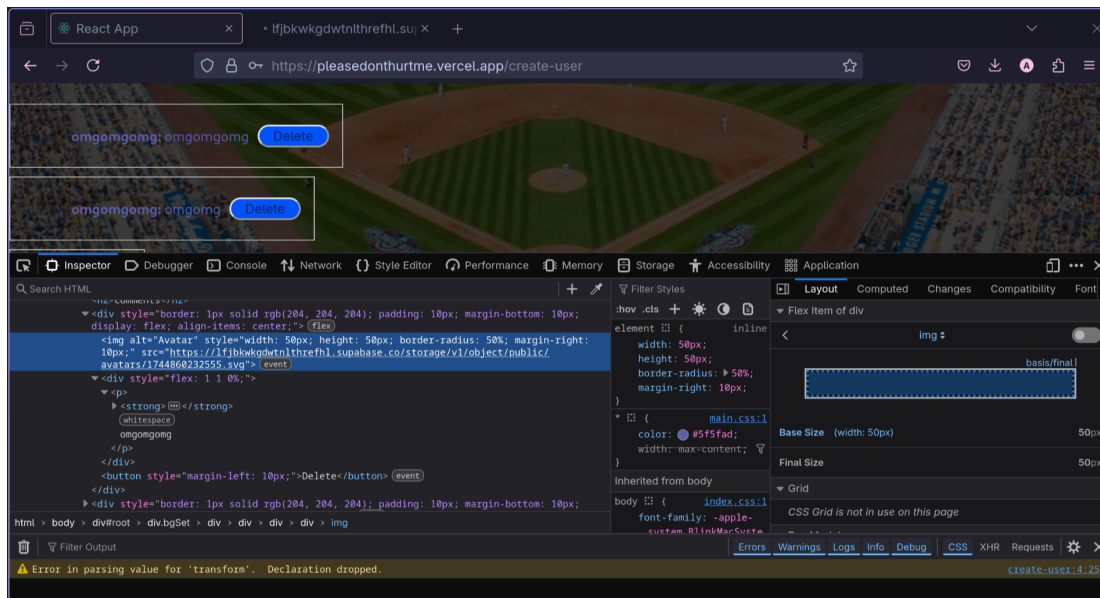 React App
lfjbkwkgdwtnlthrefhl.su
https://pleasedonthurtme.vercel.app/create-user
A
omgomgomg: omgomgomg Delete
omgomgomg: omgomg Delete
GER STADIUM
Inspector Debugger Console Network Style Editor Performance Memory Storage Accessibility Application
Search HTML
<h2>Comments</h2>
<div style="border: 1px solid rgb(204, 204, 204); padding: 10px; margin-bottom: 10px;
display: flex; align-items: center;"> flex
<img alt="Avatar" style="width: 50px; height: 50px; border-radius: 50%; margin-right:
10px;" src="https://lfjbkwkgdwtnlthrefhl.supabase.co/storage/v1/object/public/
avatars/1744860232555.svg"> event
<div style="flex: 1 1 0%;">
<p>
<strong> </strong>
whitespace
omgomgomg
</p>
</div>
<button style="margin-left: 10px;">Delete</button> event
</div>
<div style="border: 1px solid rgb(204, 204, 204); padding: 10px; margin-bottom: 10px;
html > body > div#root > div.bgSet > div > div > div > div > img
Filter Styles
:hov .cls
element { inline
width: 50px;
height: 50px;
border-radius: 50%;
margin-right: 10px;
}
* { main.css:1
color: #5f5fad;
width: max-content;
}
Inherited from body
body { index.css:1
font-family: -apple-
system, BlinkMacSyste
Layout Computed Changes Compatibility Font
Flex Item of div
img
basis/final
Base Size (width: 50px) 50px
Final Size 50px
Grid
CSS Grid is not in use on this page
Filter Output
Errors Warnings Logs Info Debug CSS XHR Requests
Error in parsing value for 'transform'. Declaration dropped. create-user:4:25